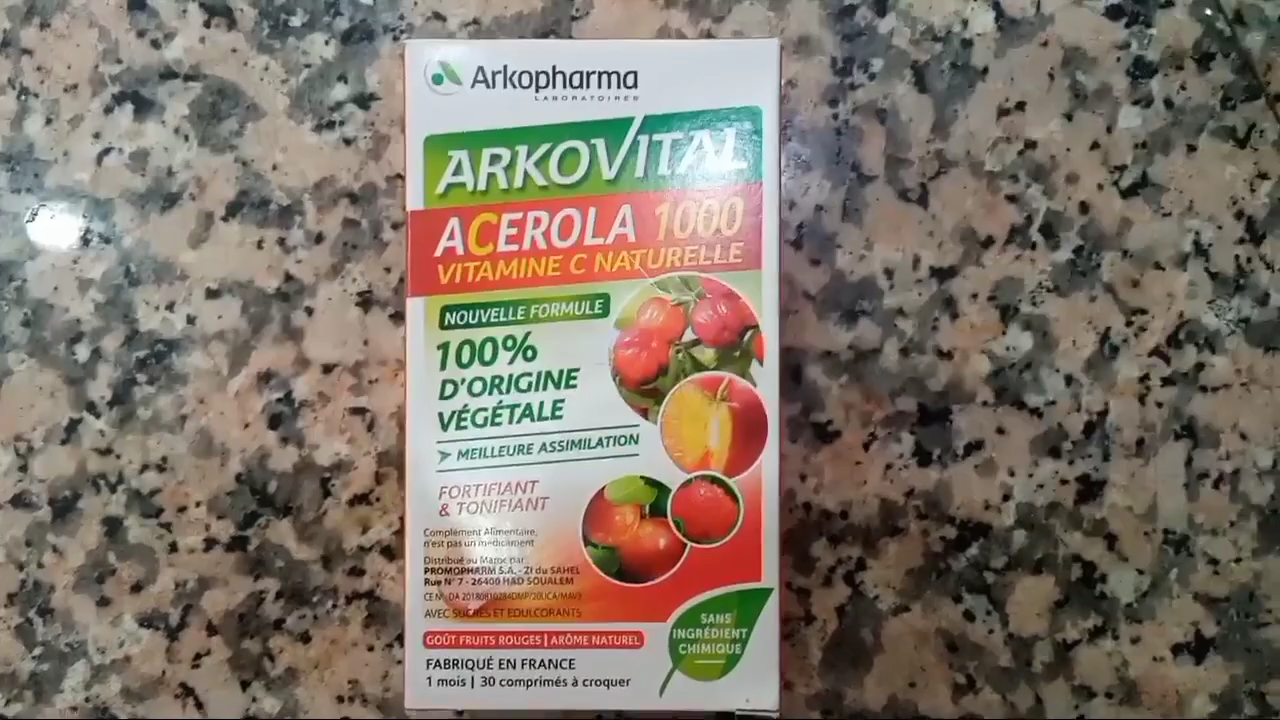 Arkopharma
LABORATOIRES
ARKOVITAL
ACEROLA 1000
VITAMINE C NATURELLE
NOUVELLE FORMULE
100%
D'ORIGINE
VÉGÉTALE
MEILLEURE ASSIMILATION
FORTIFIANT
& TONIFIANT
Complément Alimentaire,
n'est pas un médicament
Distribué au Maroc par :
PROMOPHARM S.A. - ZI du SAHEL
Rue N° 7 - 26400 HAD SOUALEM
AVEC SUCRES ET EDULCORANTS
GOÛT FRUITS ROUGES | ARÔME NATUREL
FABRIQUÉ EN FRANCE
1 mois | 30 comprimés à croquer
SANS
INGRÉDIENT
CHIMIQUE